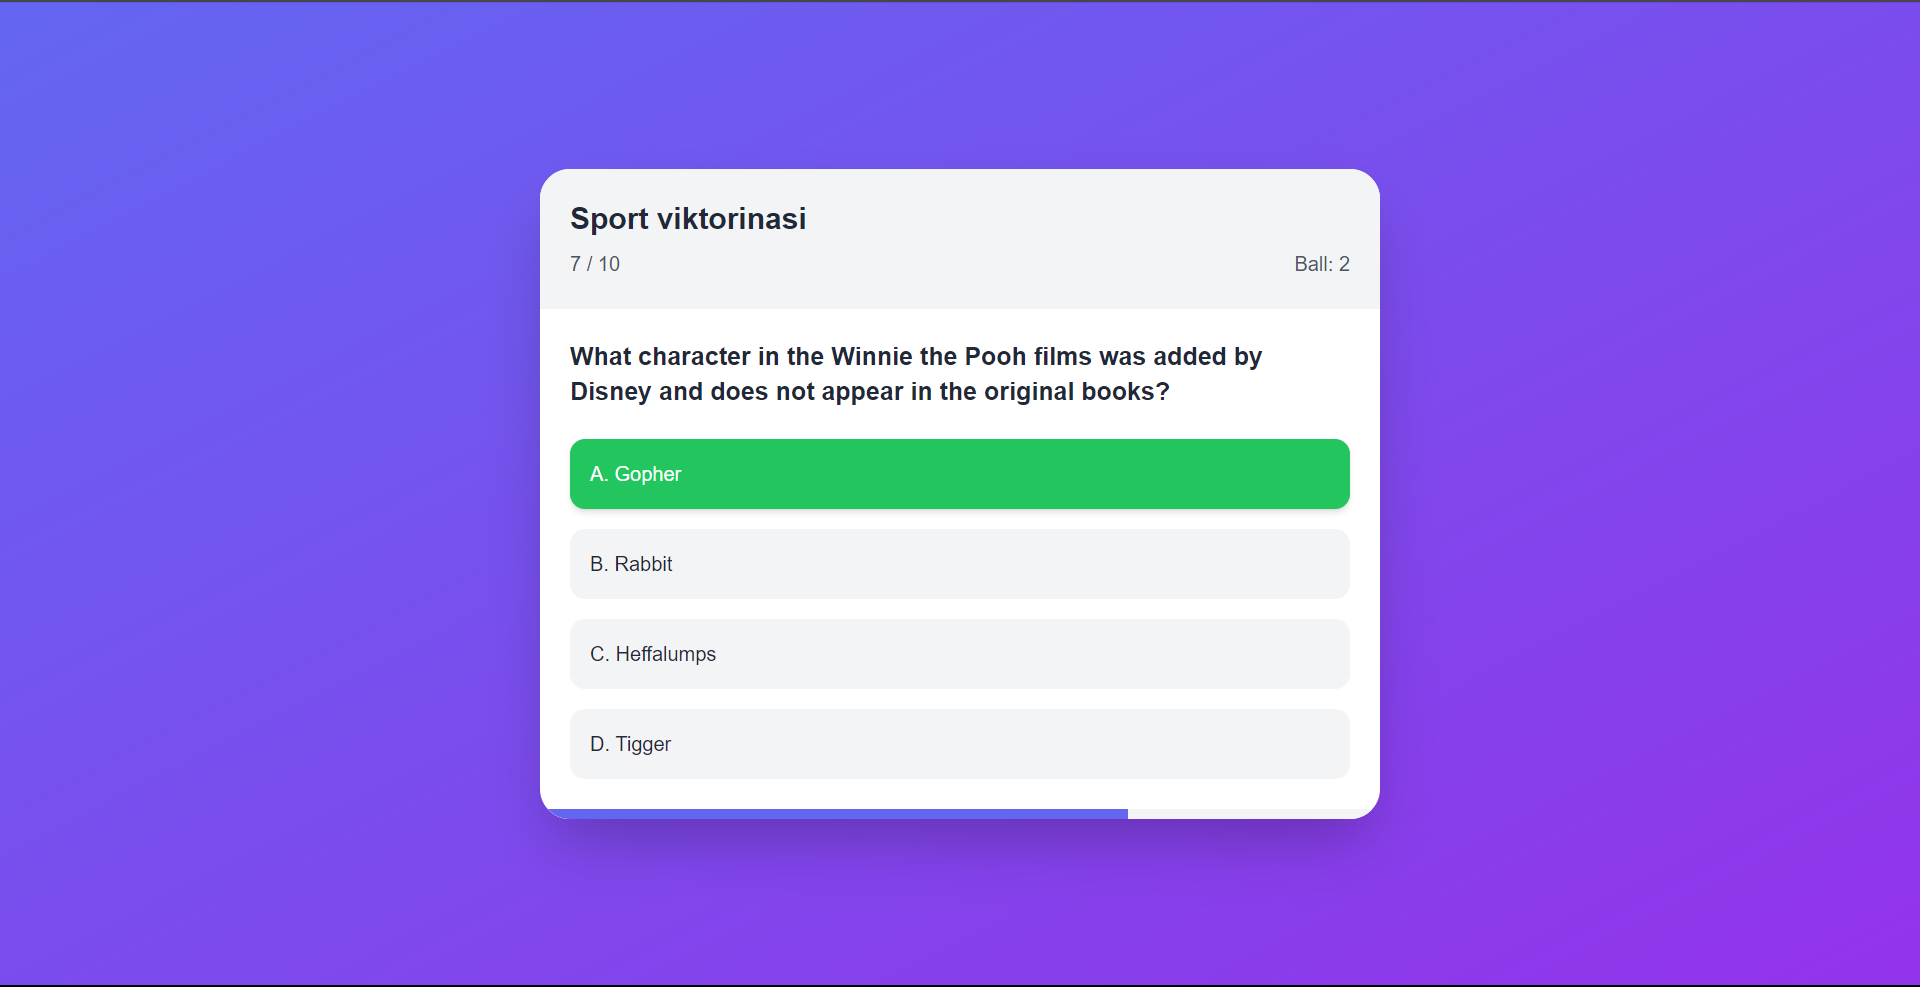 Sport viktorinasi
7 / 10
Ball: 2
What character in the Winnie the Pooh films was added by
Disney and does not appear in the original books?
A. Gopher
B. Rabbit
C. Heffalumps
D. Tigger